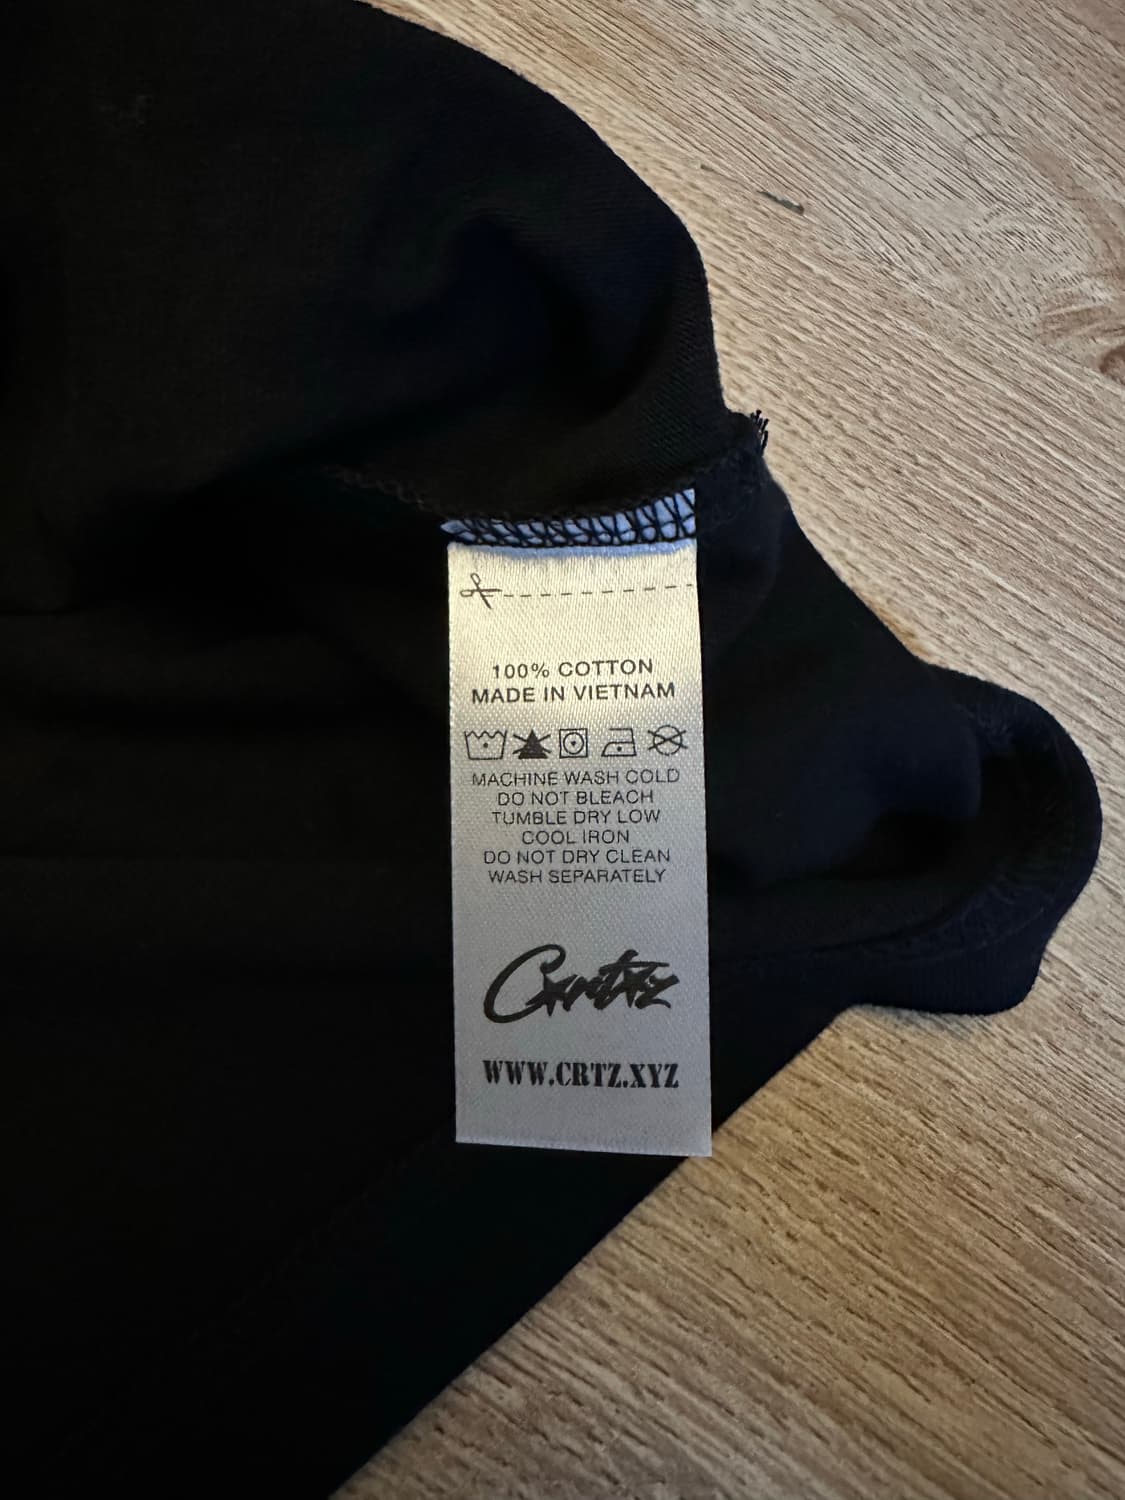 100% COTTON
MADE IN VIETNAM
MACHINE WASH COLD
DO NOT BLEACH
TUMBLE DRY LOW
COOL IRON
DO NOT DRY CLEAN
WASH SEPARATELY
Crtz
WWW.CRTZ.XYZ